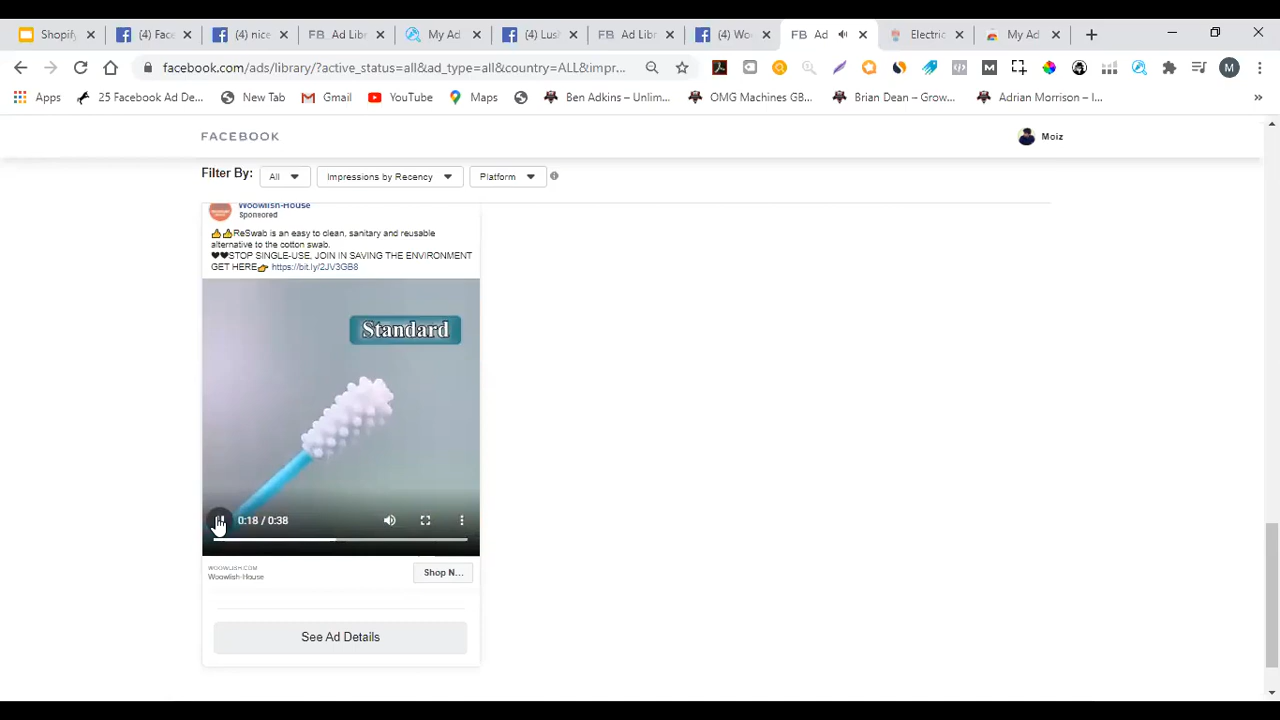 Shopify
(4) Face
(4) nice
Ad Libr
My Ad
(4) Lus
Ad Libr
(4) Wo
Ad
Electric
My Ad
facebook.com/ads/library/?active_status=all&ad_type=all&country=ALL&impr...
M
Apps
25 Facebook Ad De...
New Tab
Gmail
YouTube
Maps
Ben Adkins – Unlim...
OMG Machines GB...
Brian Dean – Grow...
Adrian Morrison – I...
»
FACEBOOK
Moiz
Filter By:
All
Impressions by Recency
Platform
Woowlish-House
Sponsored
👍👍ReSwab is an easy to clean, sanitary and reusable
alternative to the cotton swab.
♥♥STOP SINGLE-USE, JOIN IN SAVING THE ENVIRONMENT
GET HERE👉 https://bit.ly/2JV3GB8
Standard
0:18 / 0:38
WOOWLISH.COM
Woowlish-House
Shop N...
See Ad Details